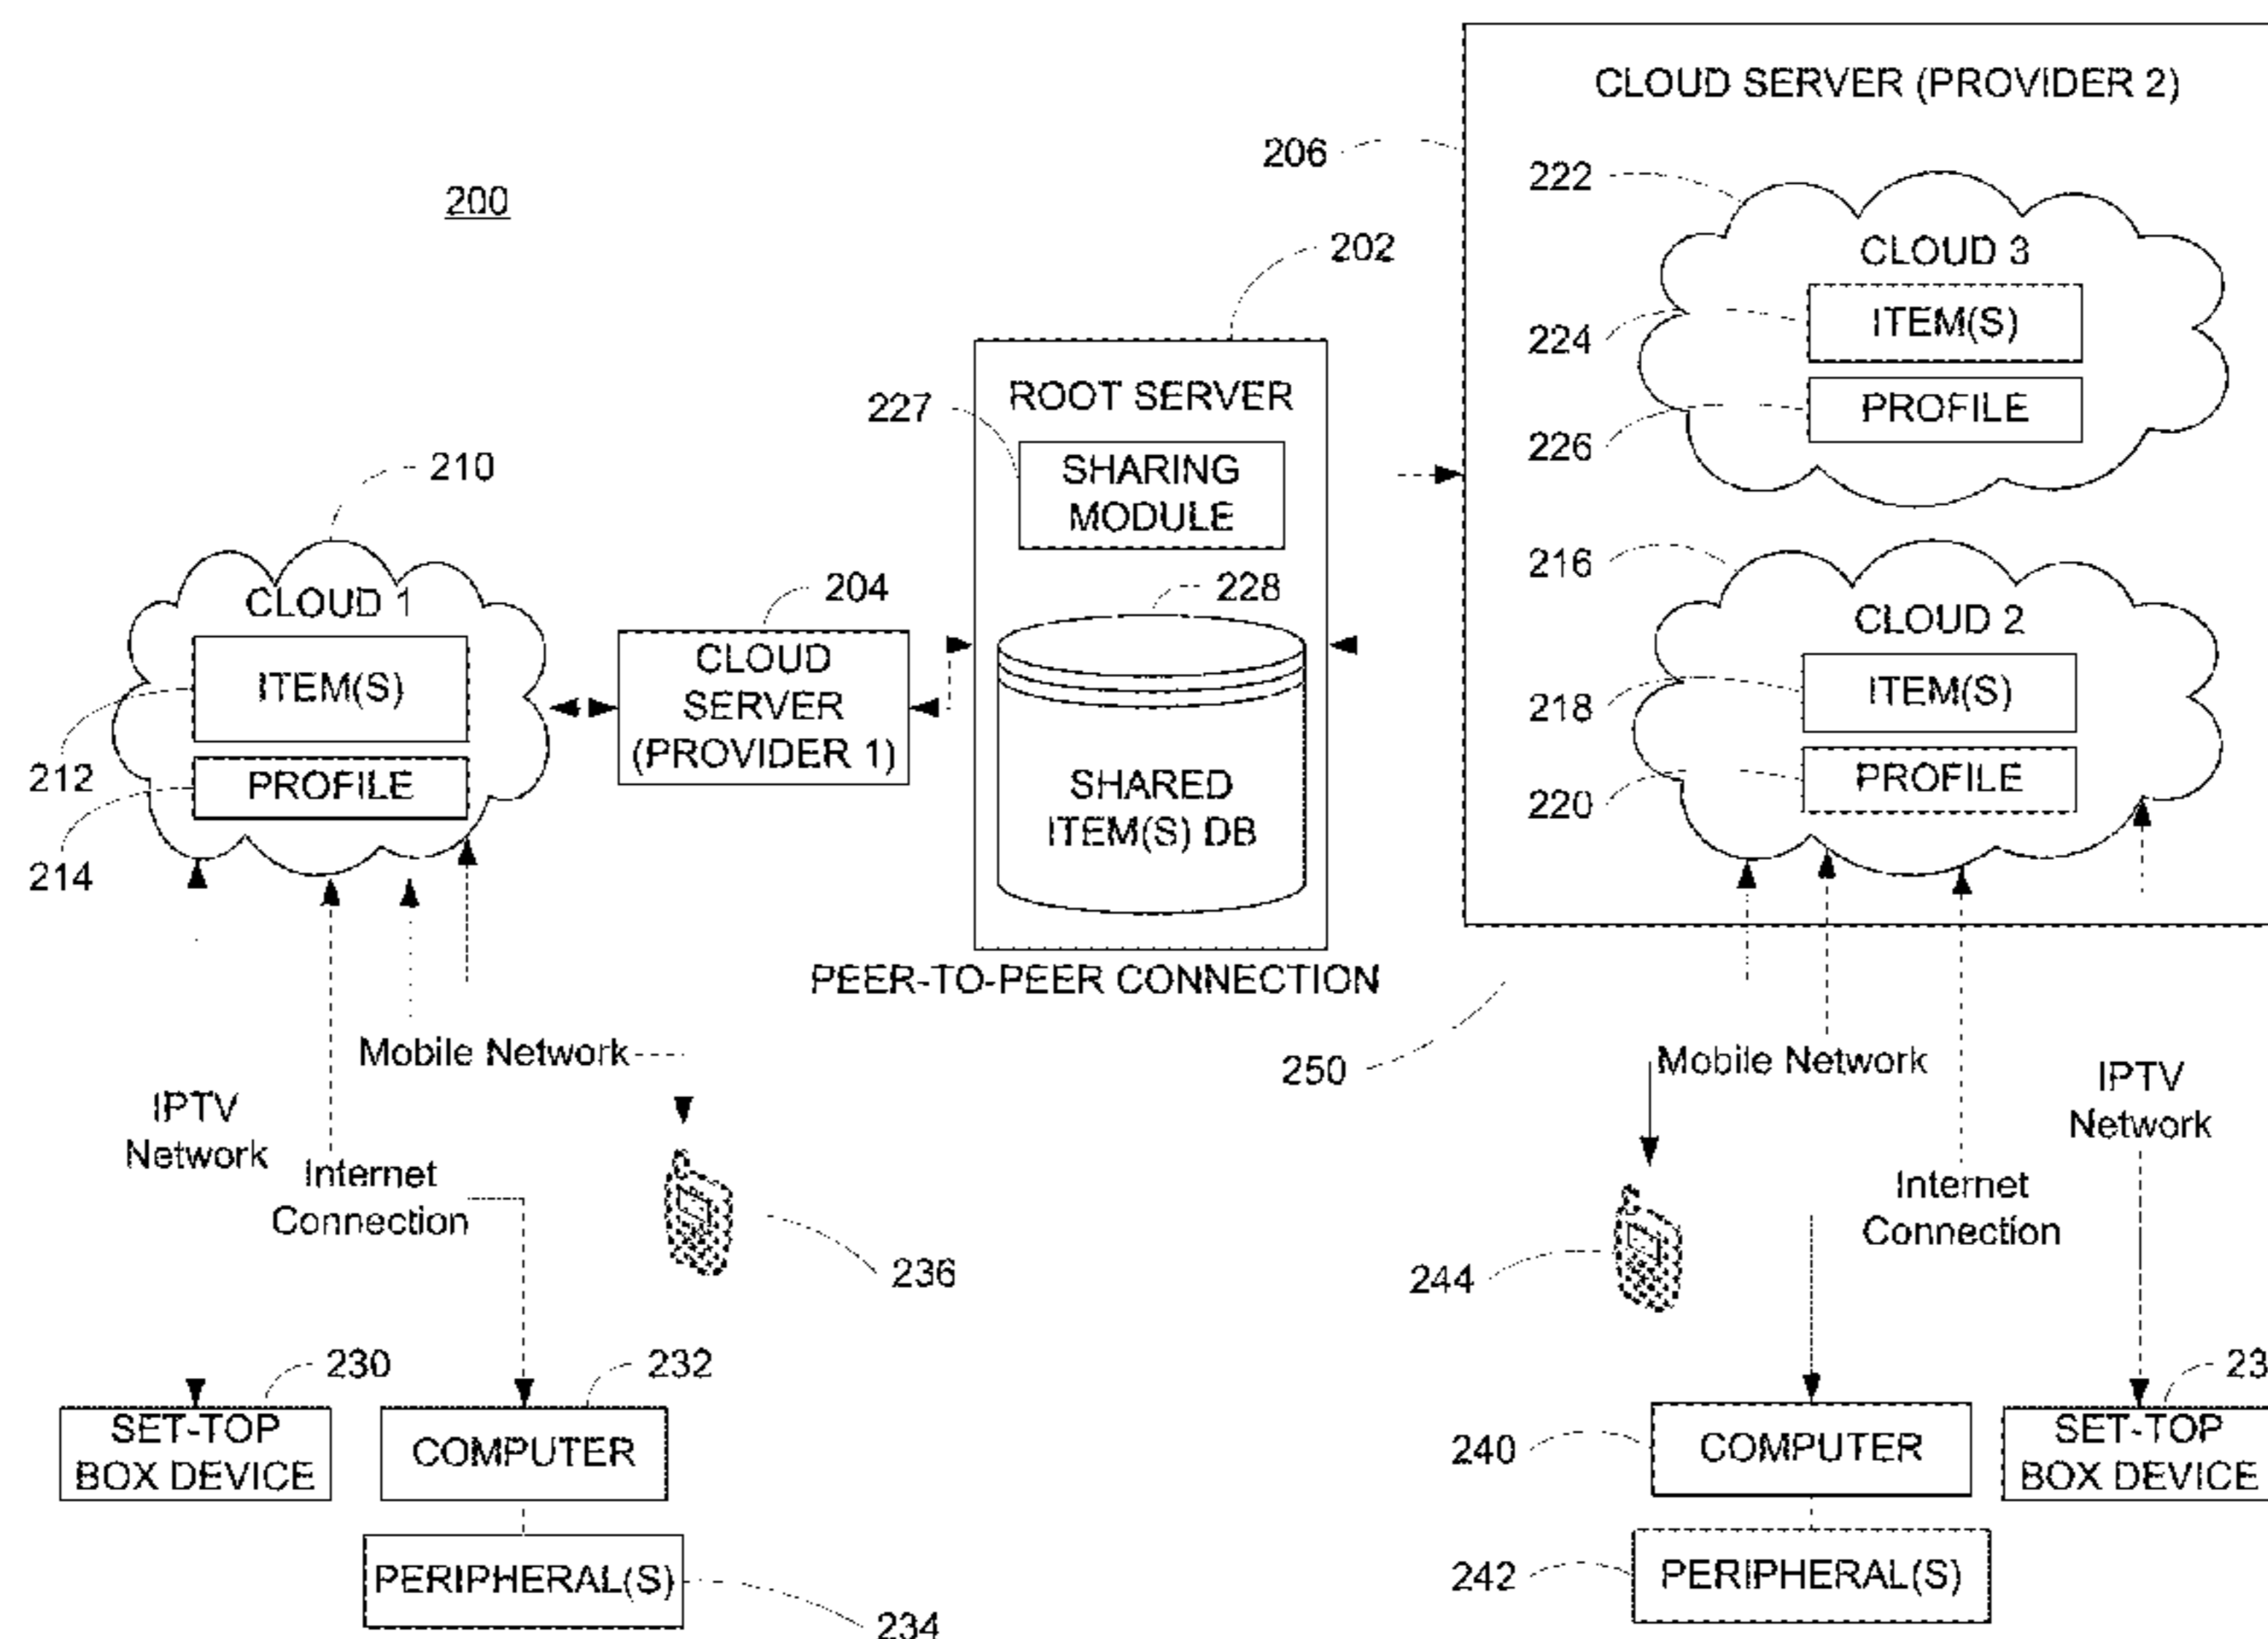 CLOUD SERVER (PROVIDER 2)
206
222
200
202
CLOUD 3
ITEM(S)
224
ROOT SERVER
227
PROFILE
226
SHARING
MODULE
210
216
204
228
CLOUD 1
CLOUD 2
CLOUD
SERVER
(PROVIDER 1)
ITEM(S)
ITEM(S)
218
212
PROFILE
SHARED
ITEM(S) DB
PROFILE
220
214
PEER-TO-PEER CONNECTION
Mobile Network
250
Mobile Network
IPTV
Network
IPTV
Network
Internet
Connection
Internet
Connection
236
244
230
232
23
SET-TOP
BOX DEVICE
COMPUTER
240
COMPUTER
SET-TOP
BOX DEVICE
PERIPHERAL(S)
242
PERIPHERAL(S)
234